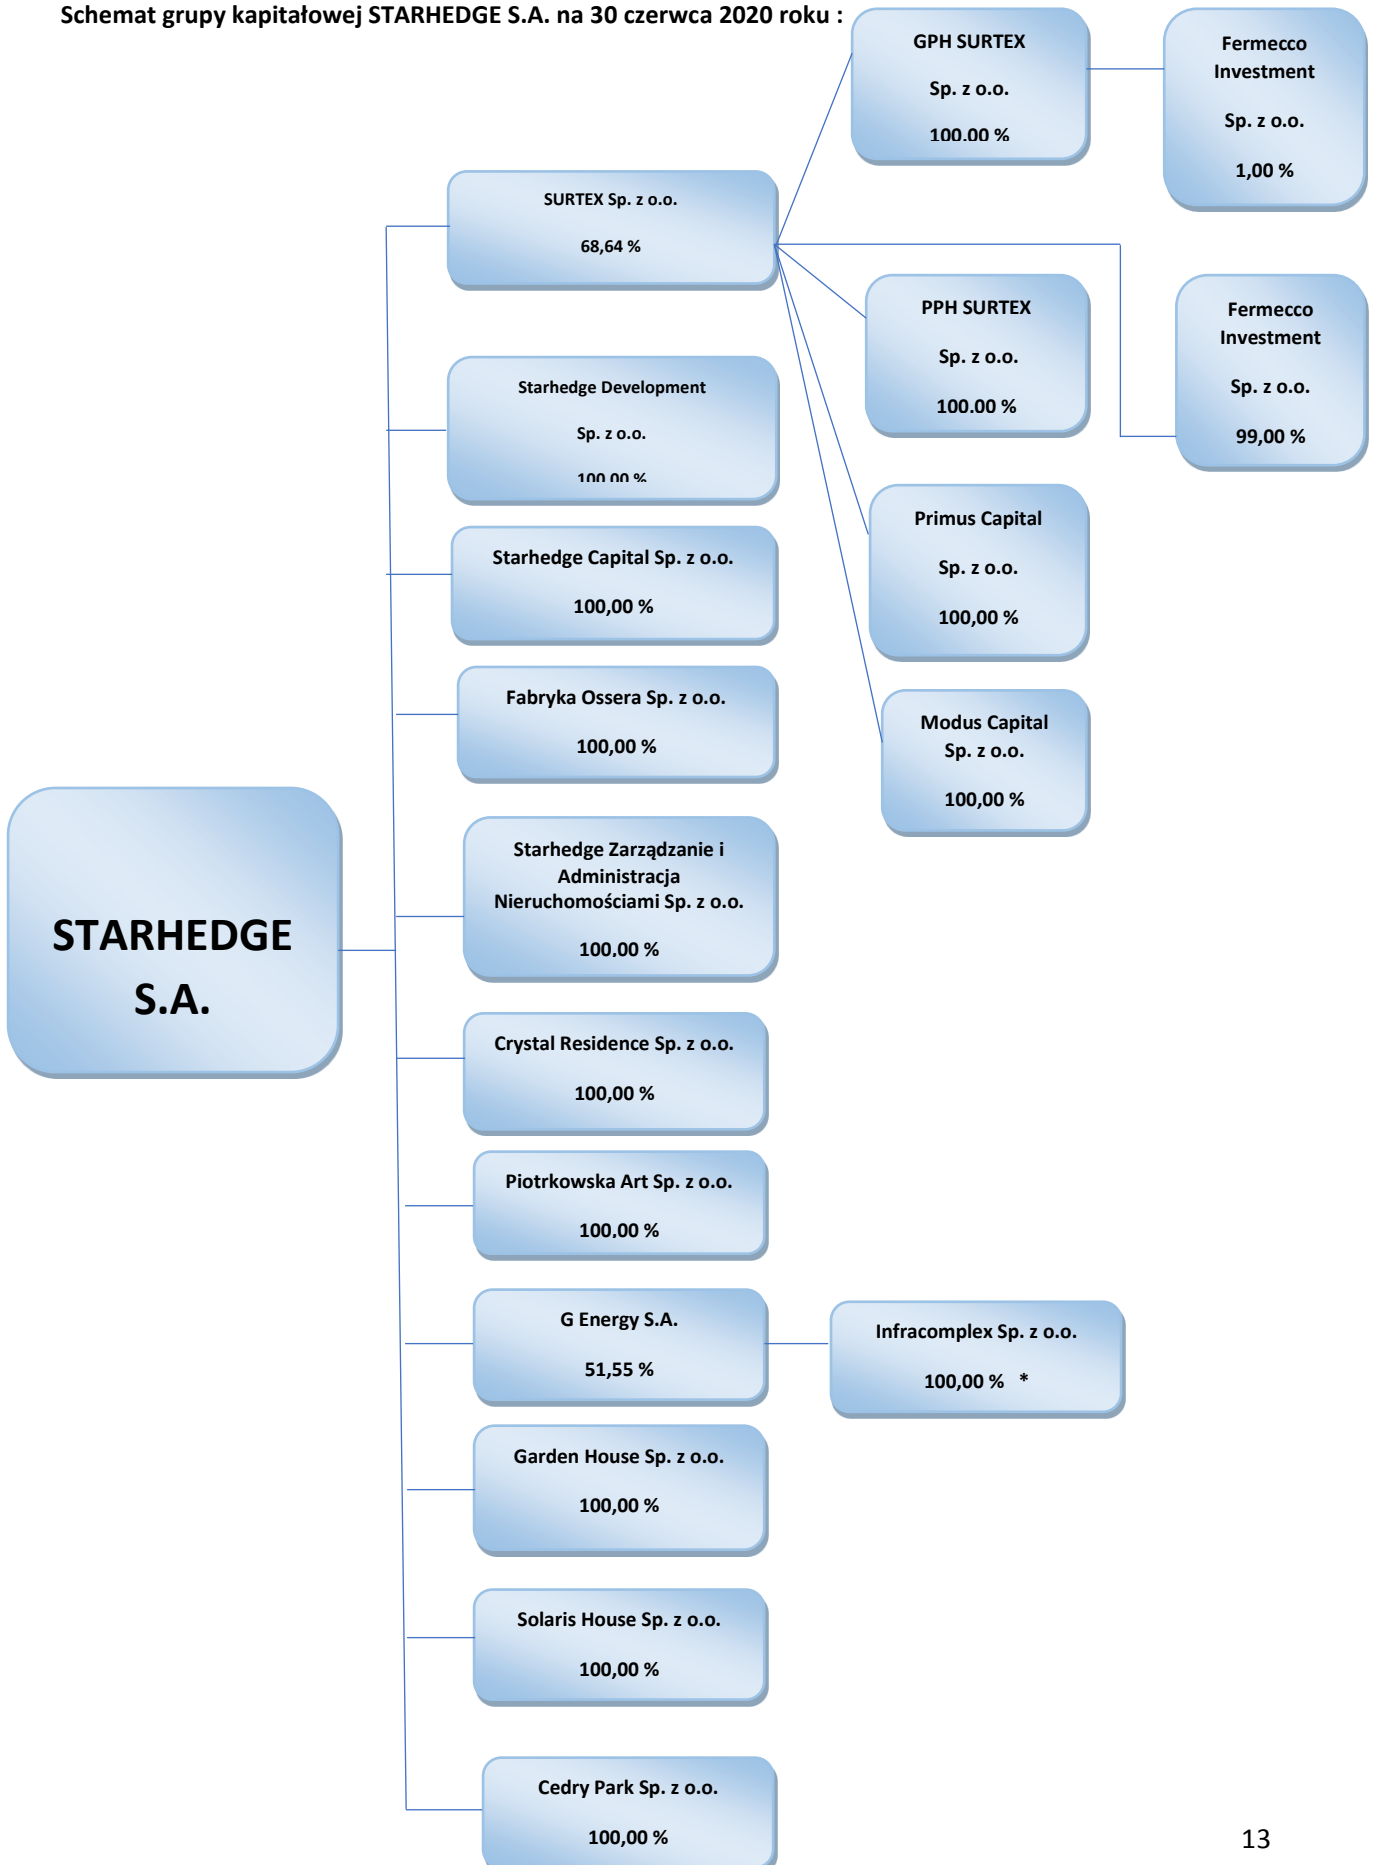 Schemat grupy kapitałowej STARHEDGE S.A. na 30 czerwca 2020 roku :
GPH SURTEX
Sp. z o.o.
100,00 %
Fermecco
Investment
Sp. z o.o.
1,00 %
SURTEX Sp. z o.o.
68,64 %
PPH SURTEX
Sp. z o.o.
100,00 %
Fermecco
Investment
Sp. z o.o.
99,00 %
Starhedge Development
Sp. z o.o.
100,00 %
Primus Capital
Sp. z o.o.
100,00 %
Starhedge Capital Sp. z o.o.
100,00 %
Fabryka Ossera Sp. z o.o.
100,00 %
Modus Capital
Sp. z o.o.
100,00 %
STARHEDGE
S.A.
Starhedge Zarządzanie i
Administracja
Nieruchomościami Sp. z o.o.
100,00 %
Crystal Residence Sp. z o.o.
100,00 %
Piotrkowska Art Sp. z o.o.
100,00 %
G Energy S.A.
51,55 %
Infracomplex Sp. z o.o.
100,00 % *
Garden House Sp. z o.o.
100,00 %
Solaris House Sp. z o.o.
100,00 %
Cedry Park Sp. z o.o.
100,00 %
13